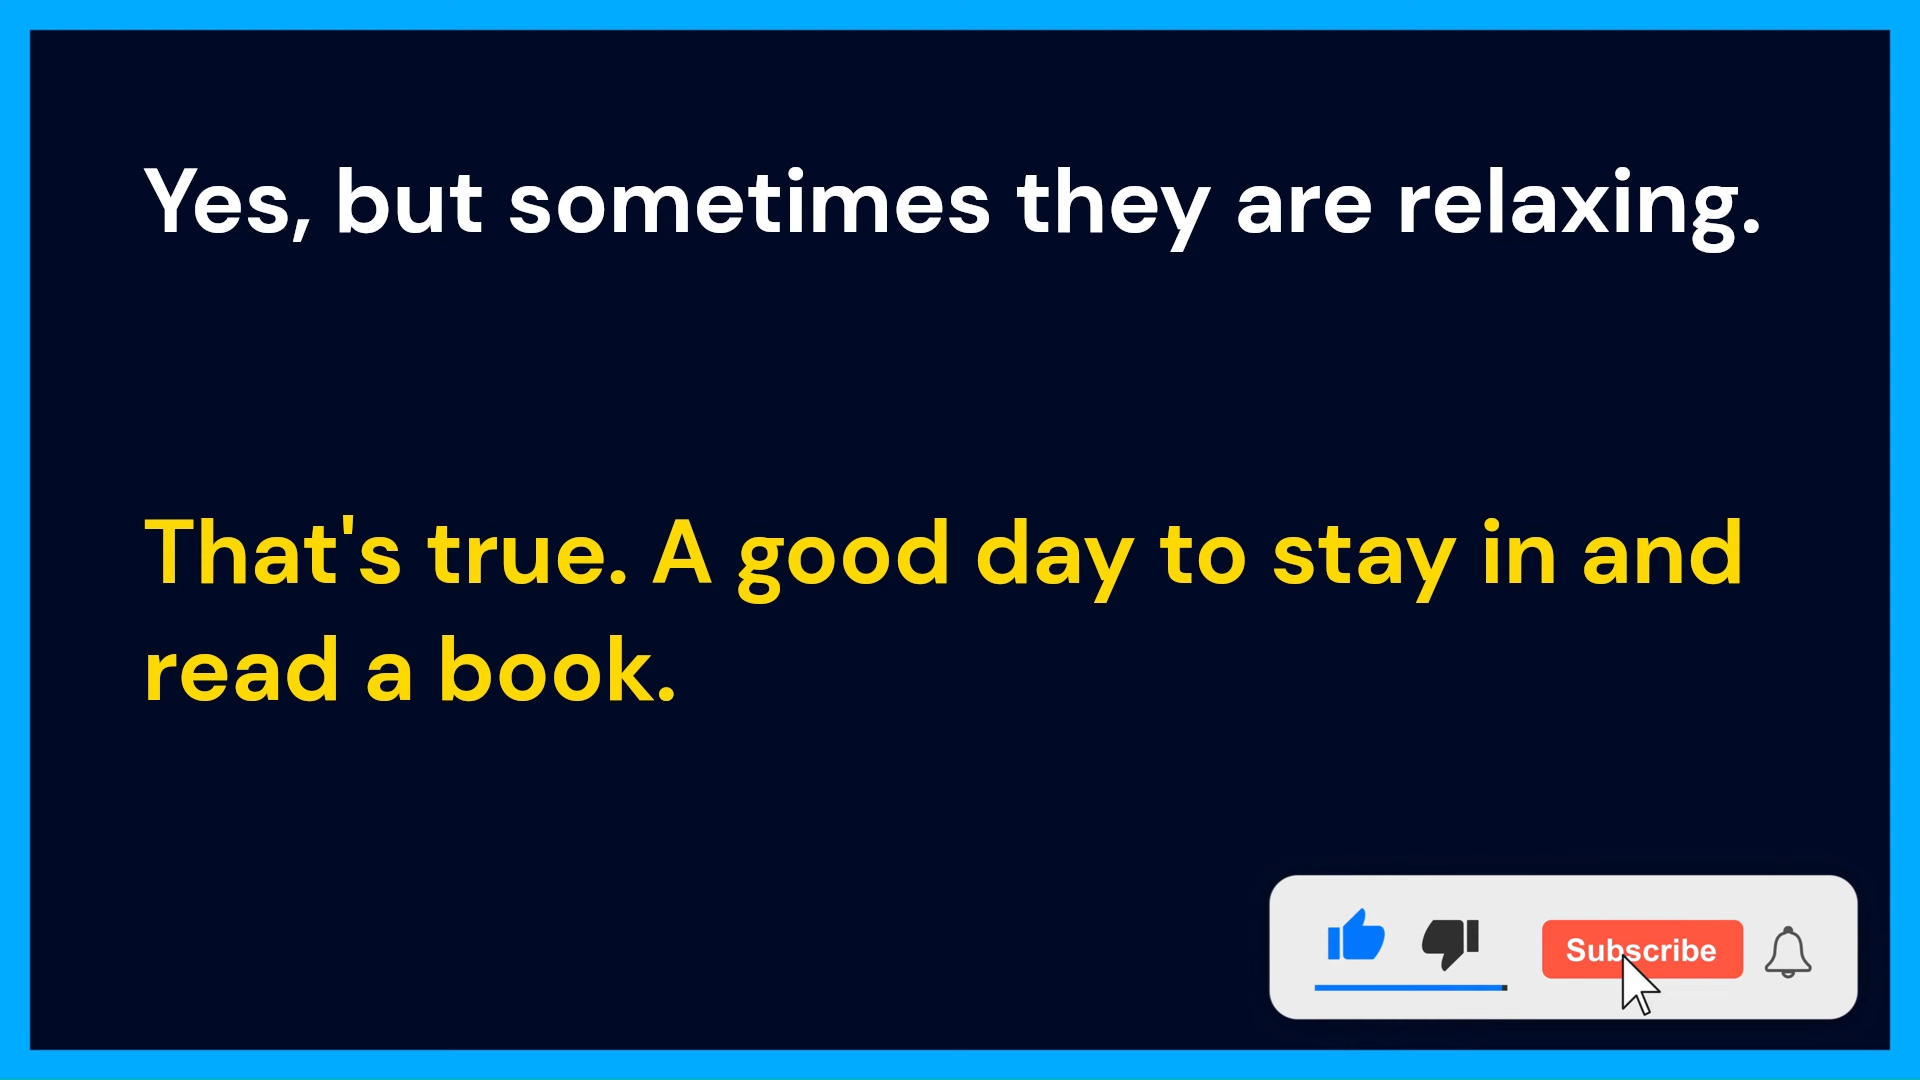 Yes, but sometimes they are relaxing.
That's true. A good day to stay in and
read a book.
Subscribe